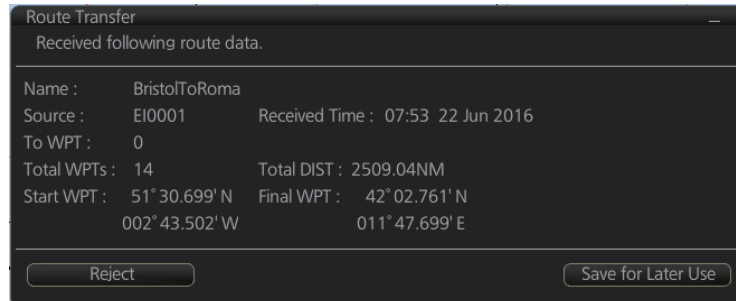 Route Transfer
Received following route data.
Name : BristolToRoma
Source : EI0001 Received Time : 07:53 22 Jun 2016
To WPT : 0
Total WPTs : 14 Total DIST : 2509.04NM
Start WPT : 51°30.699' N Final WPT : 42°02.761' N
002°43.502' W 011°47.699' E
Reject Save for Later Use